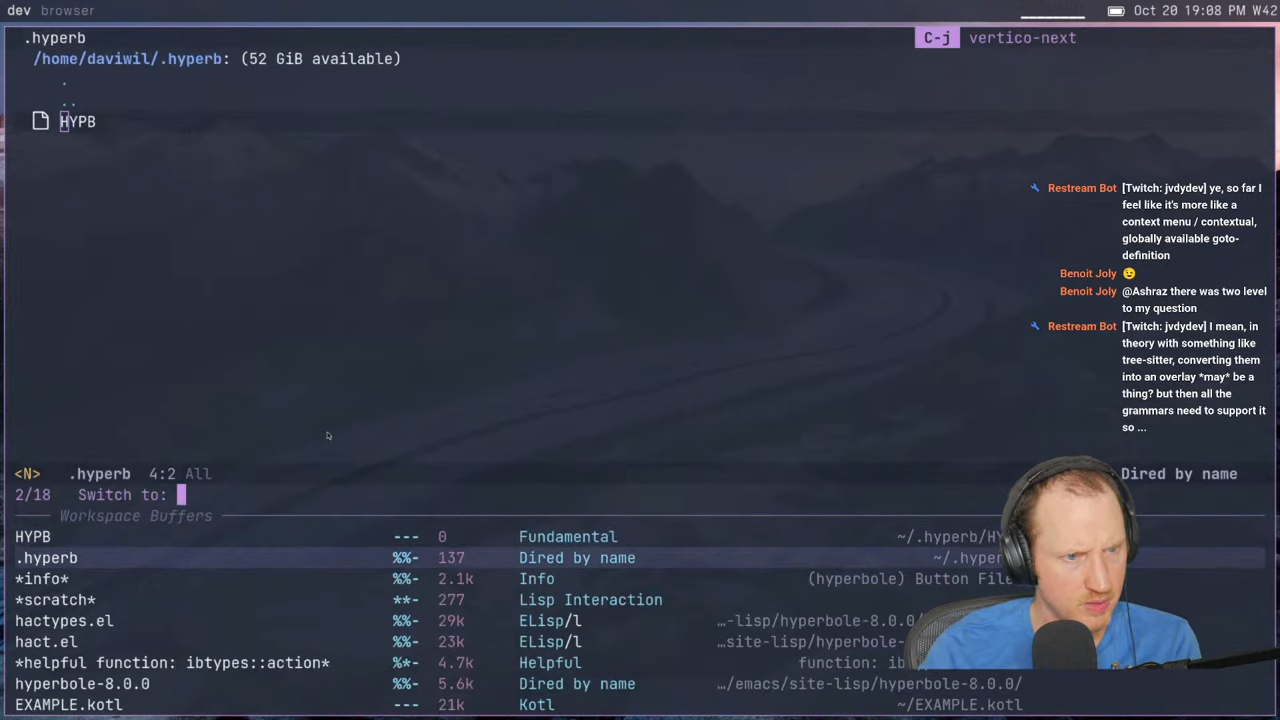 dev browser
Oct 20 19:08 PM W42
.hyperb
C-j vertico-next
/home/daviwil/.hyperb: (52 GiB available)
.
..
HYPB
Restream Bot [Twitch: jvdydev] ye, so far I
feel like it's more like a
context menu / contextual,
globally available goto-
definition
Benoit Joly 😉
Benoit Joly @Ashraz there was two level
to my question
Restream Bot [Twitch: jvdydev] I mean, in
theory with something like
tree-sitter, converting them
into an overlay *may* be a
thing? but then all the
grammars need to support it
so ...
<N> .hyperb 4:2 All
Dired by name
2/18 Switch to:
Workspace Buffers
HYPB --- 0 Fundamental ~/.hyperb/HY
.hyperb %%- 137 Dired by name ~/.hyper
*info* %%- 2.1k Info (hyperbole) Button File
*scratch* **- 277 Lisp Interaction
hactypes.el %%- 29k ELisp/l …-lisp/hyperbole-8.0.0/
hact.el %%- 23k ELisp/l …site-lisp/hyperbole-
*helpful function: ibtypes::action* %*- 4.7k Helpful function: ib
hyperbole-8.0.0 %%- 5.6k Dired by name …/emacs/site-lisp/hyperbole-8.0.0/
EXAMPLE.kotl --- 21k Kotl ~/EXAMPLE.kotl